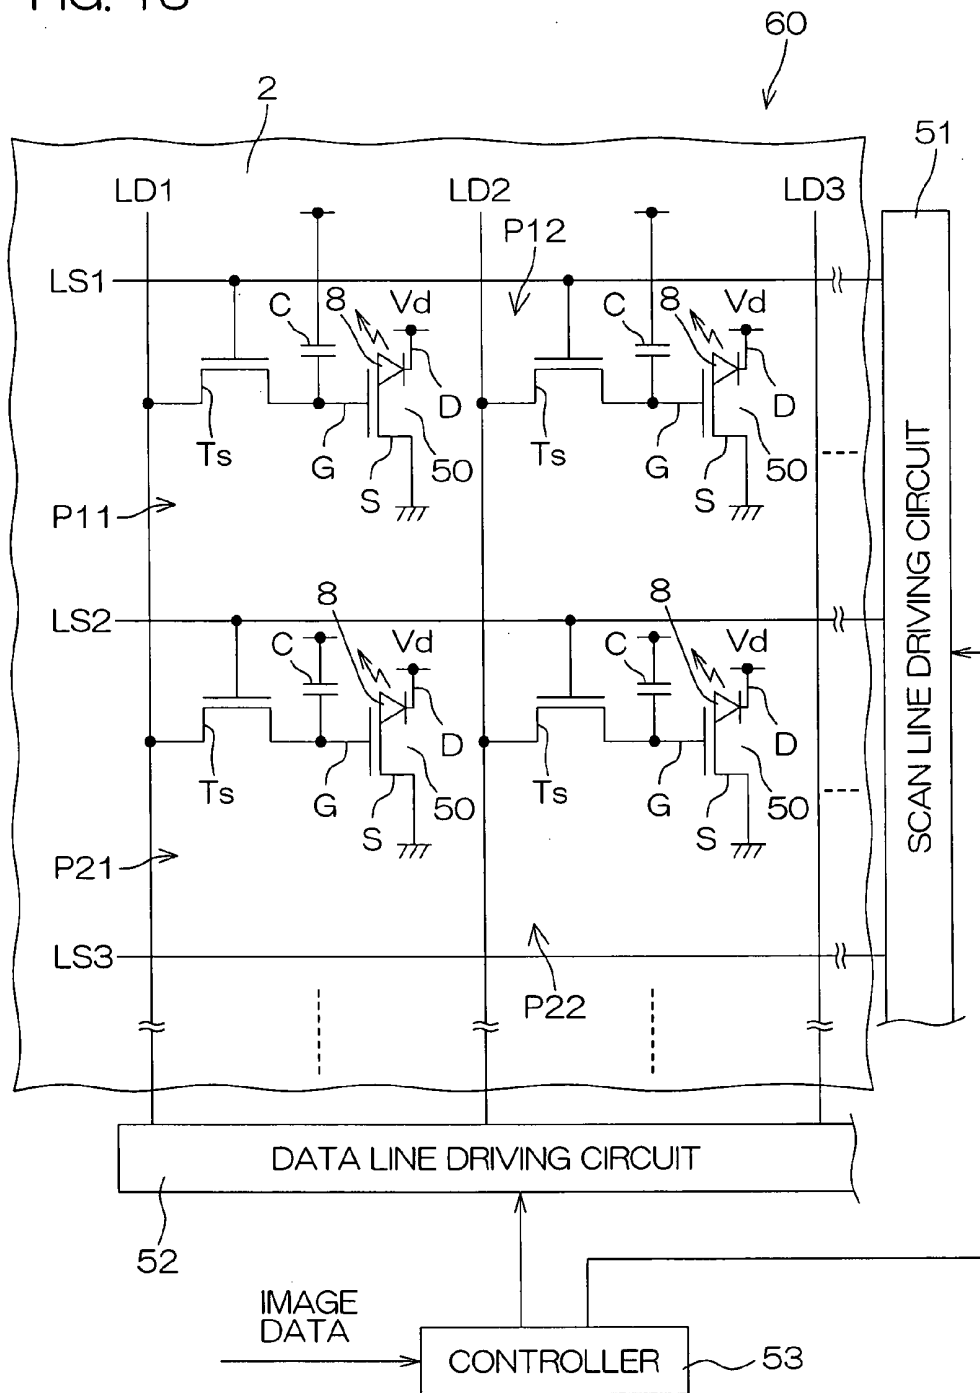 60
2
51
LD1 LD2 LD3
P12
LS1
C 8 Vd C 8 Vd
D D
Ts G S 50 Ts G S 50
P11
SCAN LINE DRIVING CIRCUIT
LS2
8 8
C Vd C Vd
D D
Ts G S 50 Ts G S 50
P21
LS3
P22
DATA LINE DRIVING CIRCUIT
52
IMAGE
DATA
CONTROLLER 53